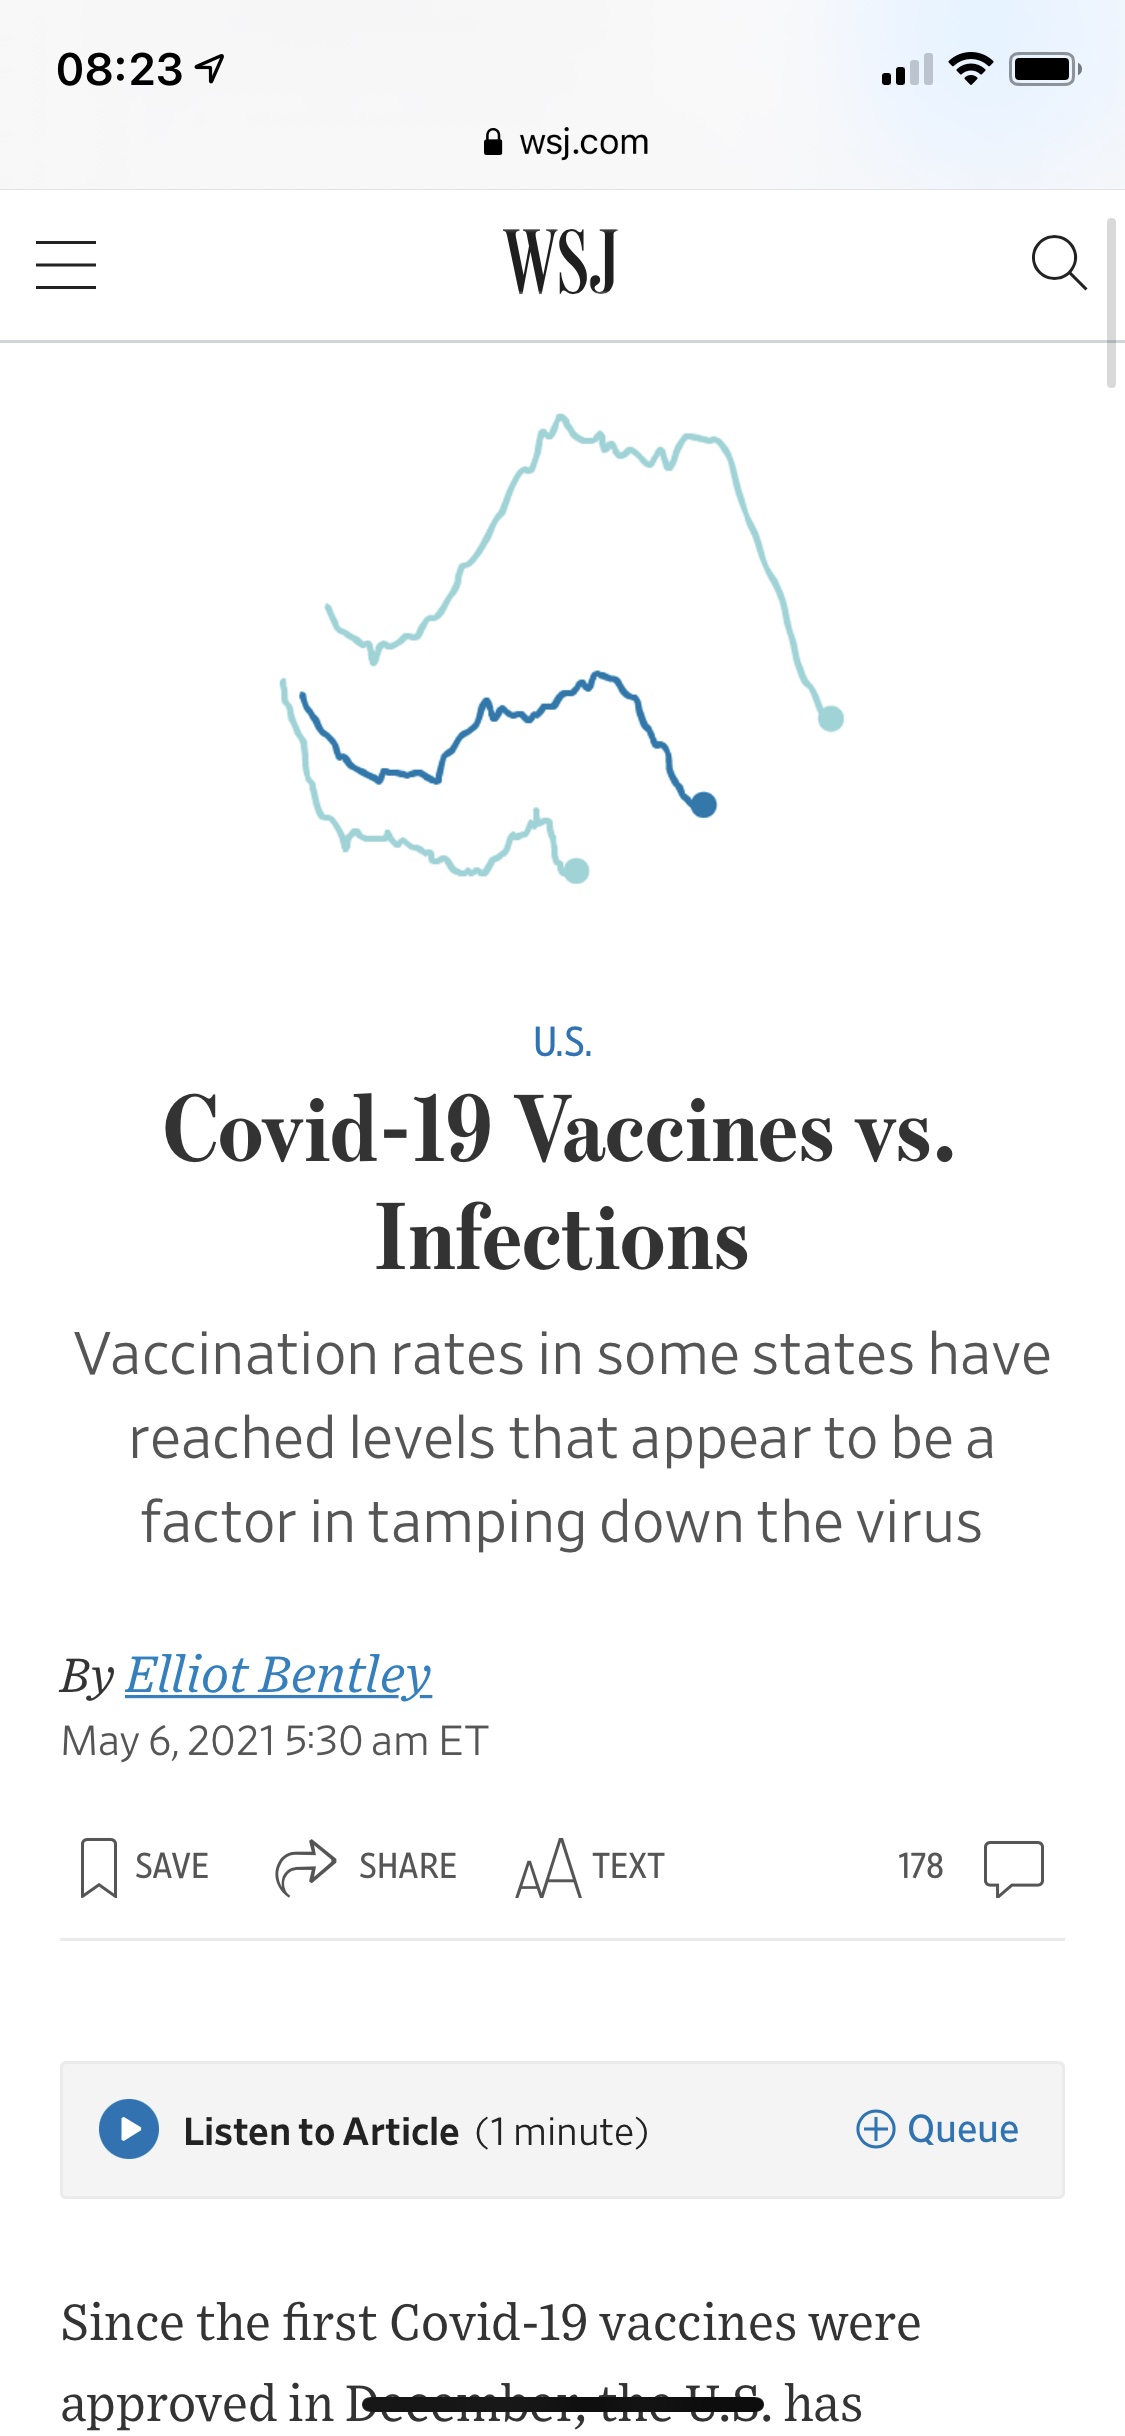 08:23
wsj.com
WSJ
U.S.
Covid-19 Vaccines vs.
Infections
Vaccination rates in some states have
reached levels that appear to be a
factor in tamping down the virus
By Elliot Bentley
May 6, 2021 5:30 am ET
SAVE SHARE AA TEXT 178
Listen to Article (1 minute) Queue
Since the first Covid-19 vaccines were
approved in December, the U.S. has